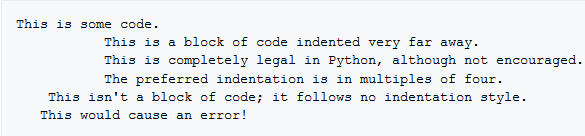 This is some code.
This is a block of code indented very far away.
This is completely legal in Python, although not encouraged.
The preferred indentation is in multiples of four.
This isn't a block of code; it follows no indentation style.
This would cause an error!